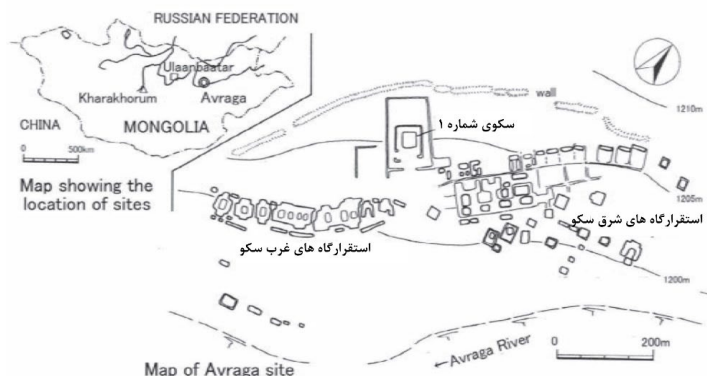 RUSSIAN FEDERATION
Ulaanbaatar
Kharakhorum
Avraga
CHINA
MONGOLIA
0 500km
Map showing the
location of sites
wall
1210m
سکوی شماره ۱
1205m
استقرارگاه های شرق سکو
استقرارگاه های غرب سکو
1200m
←Avraga River
0 200m
Map of Avraga site